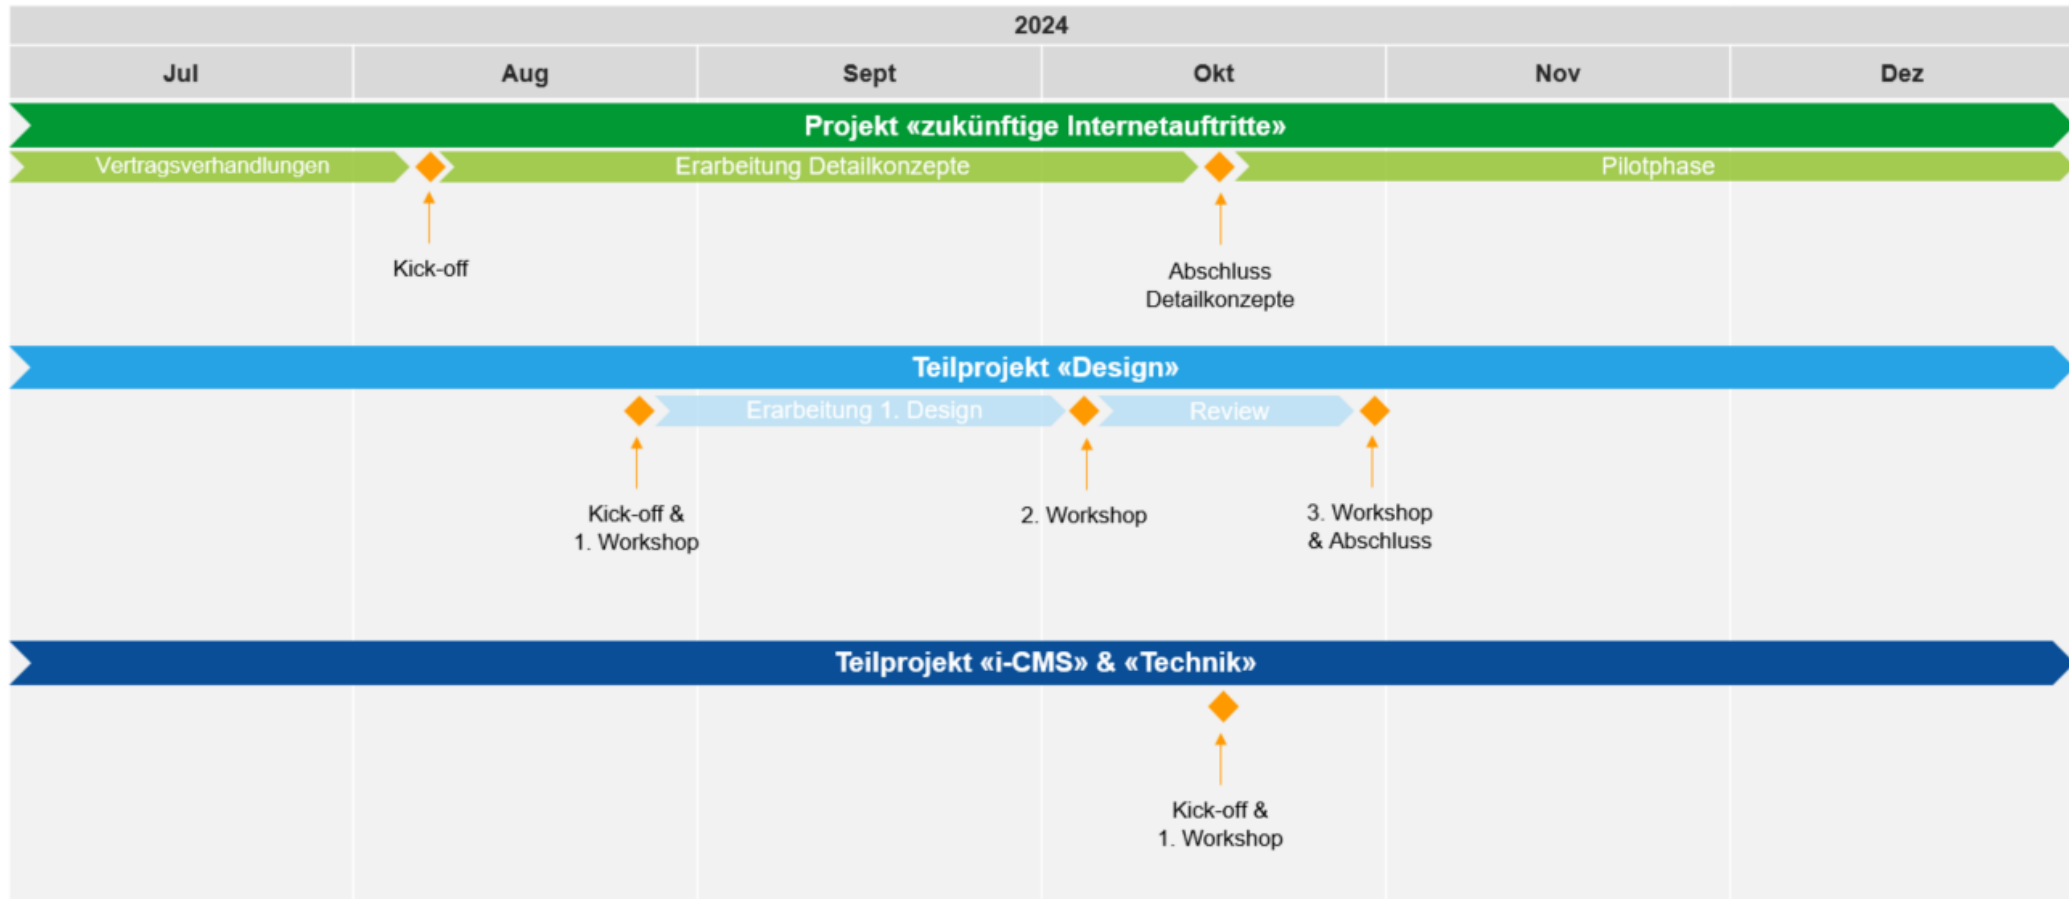 2024
Jul
Aug
Sept
Okt
Nov
Dez
Projekt «zukünftige Internetauftritte»
Vertragsverhandlungen
Erarbeitung Detailkonzepte
Pilotphase
Kick-off
Abschluss
Detailkonzepte
Teilprojekt «Design»
Erarbeitung 1. Design
Review
Kick-off &
1. Workshop
2. Workshop
3. Workshop
& Abschluss
Teilprojekt «i-CMS» & «Technik»
Kick-off &
1. Workshop